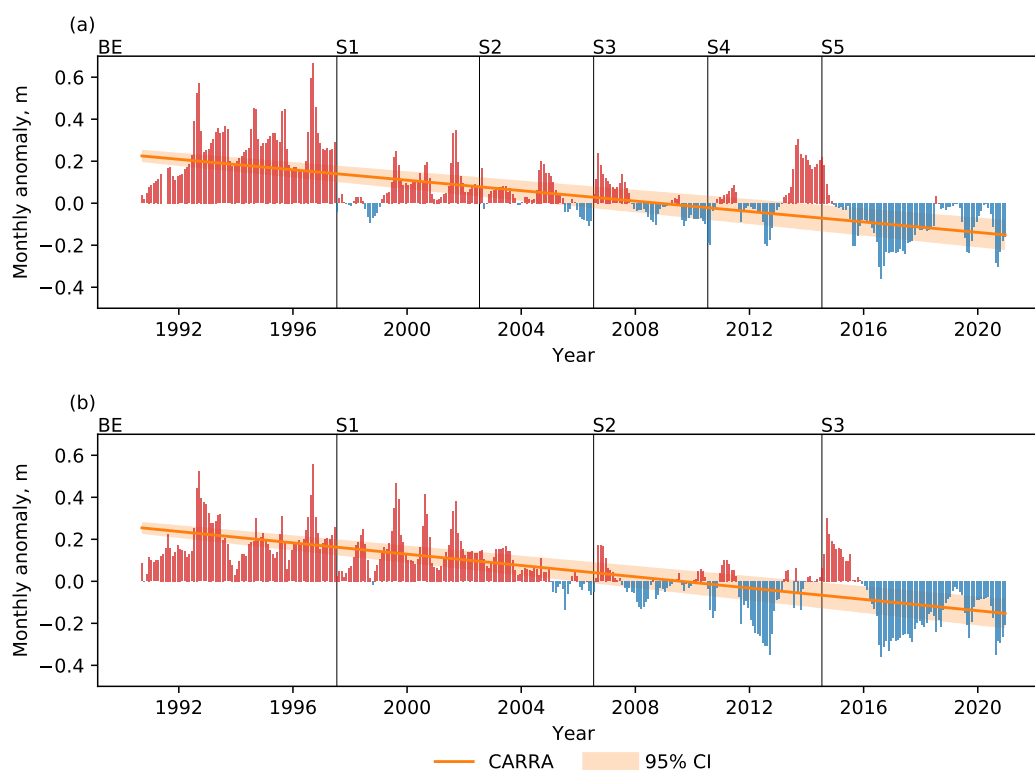 (a)
BE S1 S2 S3 S4 S5
0.6
0.4
0.2
0.0
−0.2
−0.4
Monthly anomaly, m
1992 1996 2000 2004 2008 2012 2016 2020
Year
(b)
BE S1 S2 S3
0.6
0.4
0.2
0.0
−0.2
−0.4
Monthly anomaly, m
1992 1996 2000 2004 2008 2012 2016 2020
Year
CARRA 95% CI